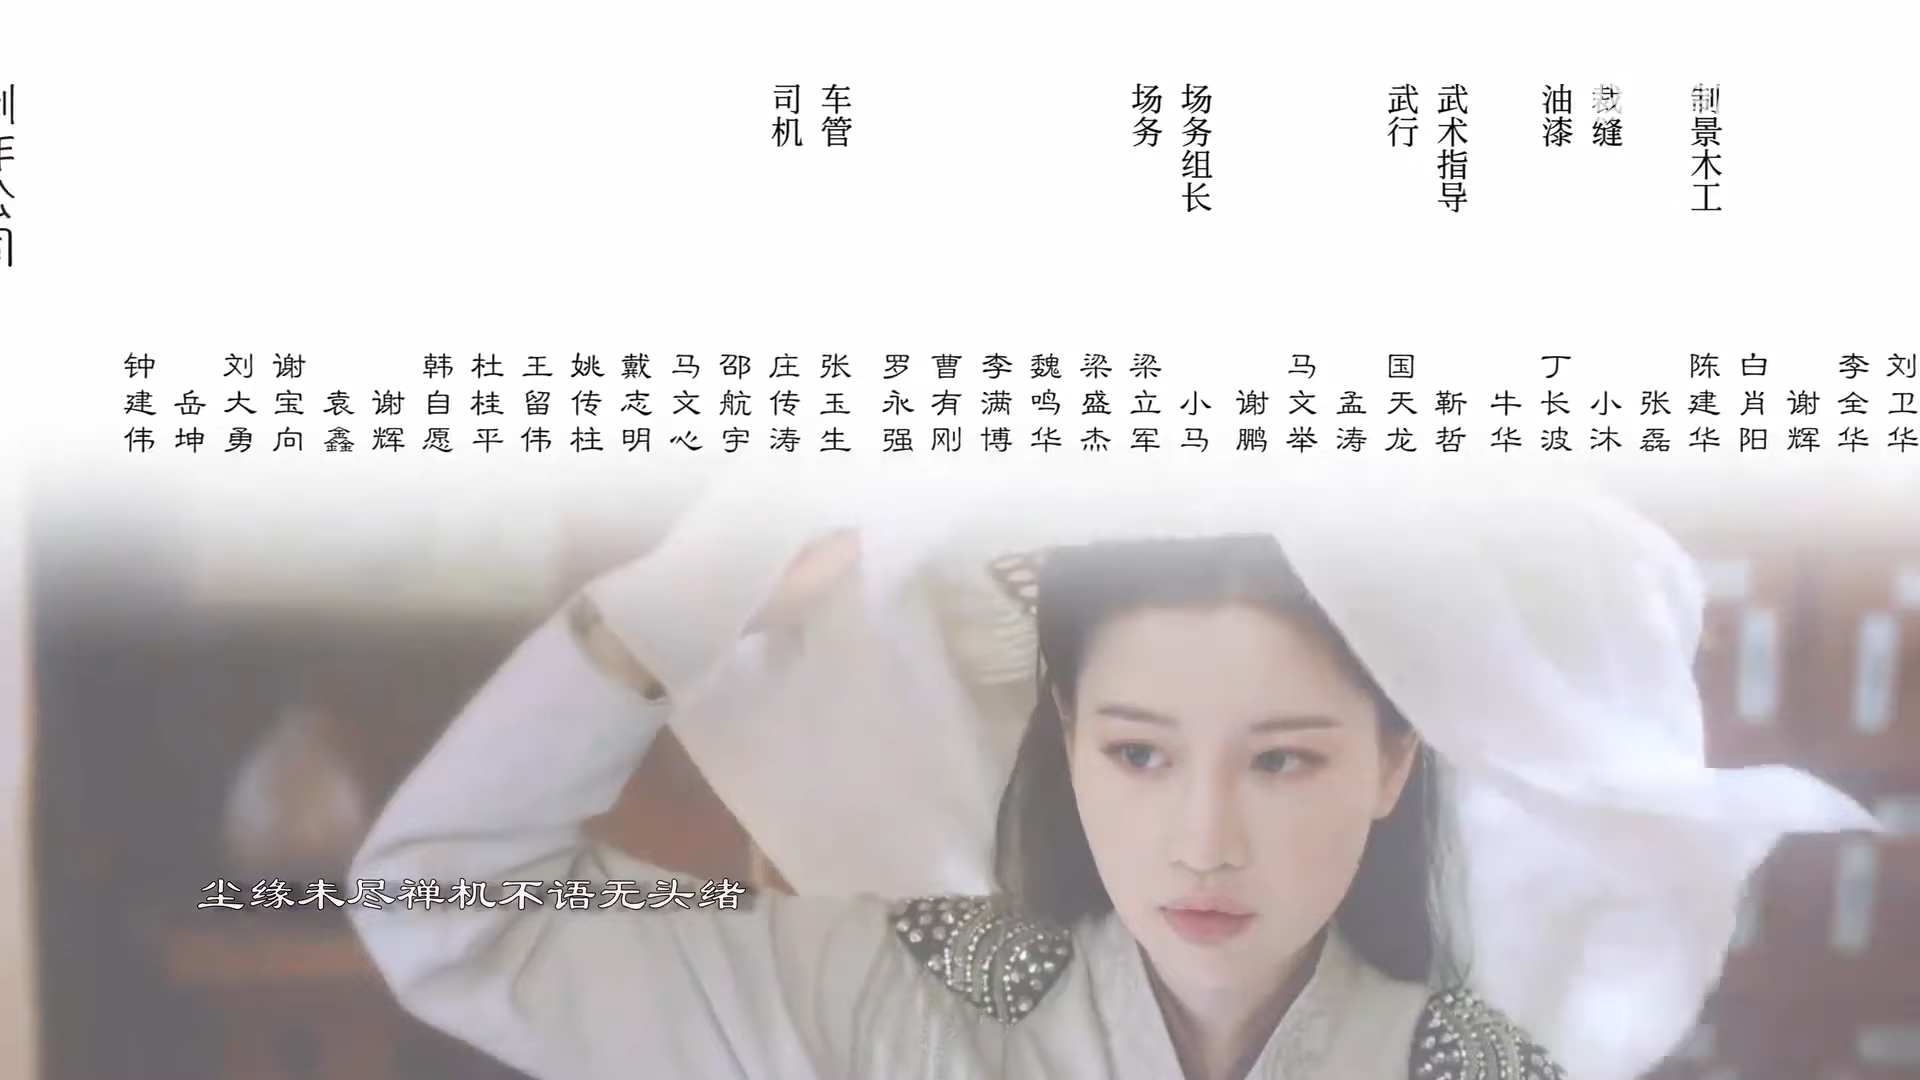 制景木工
裁缝
油漆
武术指导
武行
场务组长
场务
车管
司机
刘卫华
李全华
谢辉
白肖阳
陈建华
张磊
小沐
丁长波
牛华
靳哲
国天龙
孟涛
马文举
谢鹏
小马
梁立军
梁盛杰
魏鸣华
李满博
曹有刚
罗永强
张玉生
庄传涛
邵航宇
马文心
戴志明
姚传柱
王留伟
杜桂平
韩自愿
谢辉
袁鑫
谢宝向
刘大勇
岳坤
钟建伟
尘缘未尽禅机不语无头绪